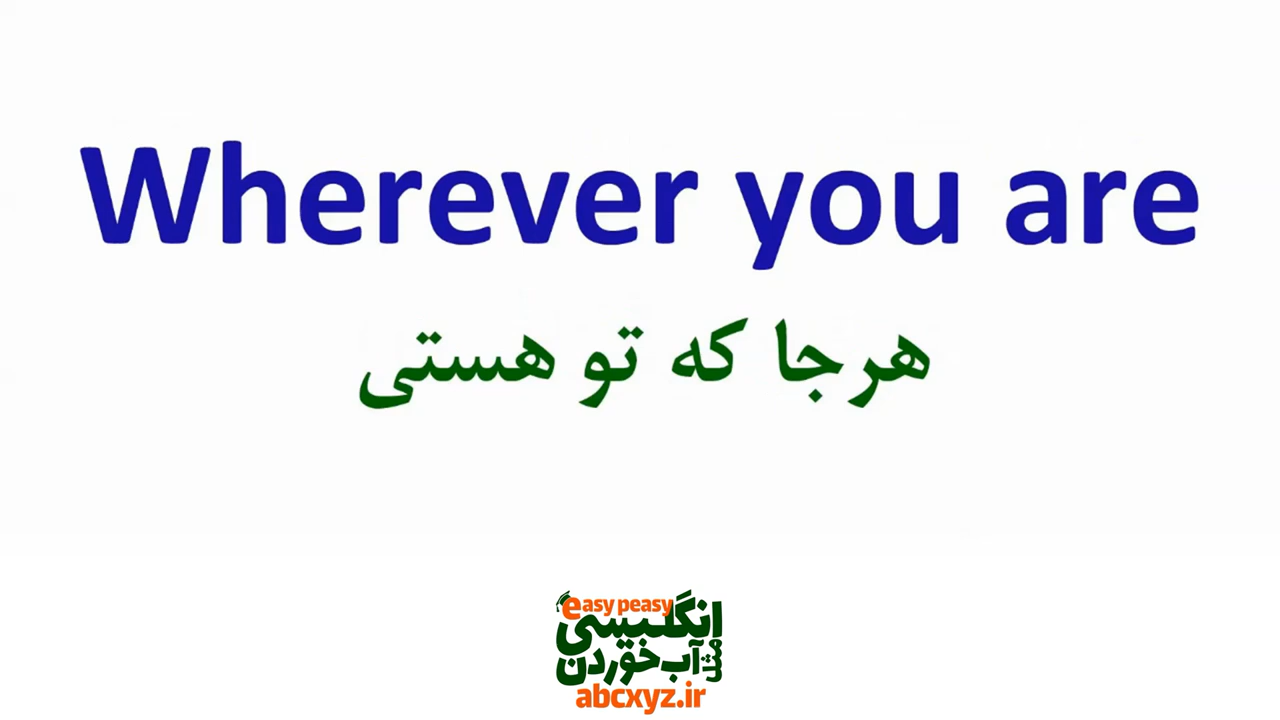 Wherever you are
هرجا که تو هستی
easy peasy
انگلیسی
مثل آب خوردن
abcxyz.ir